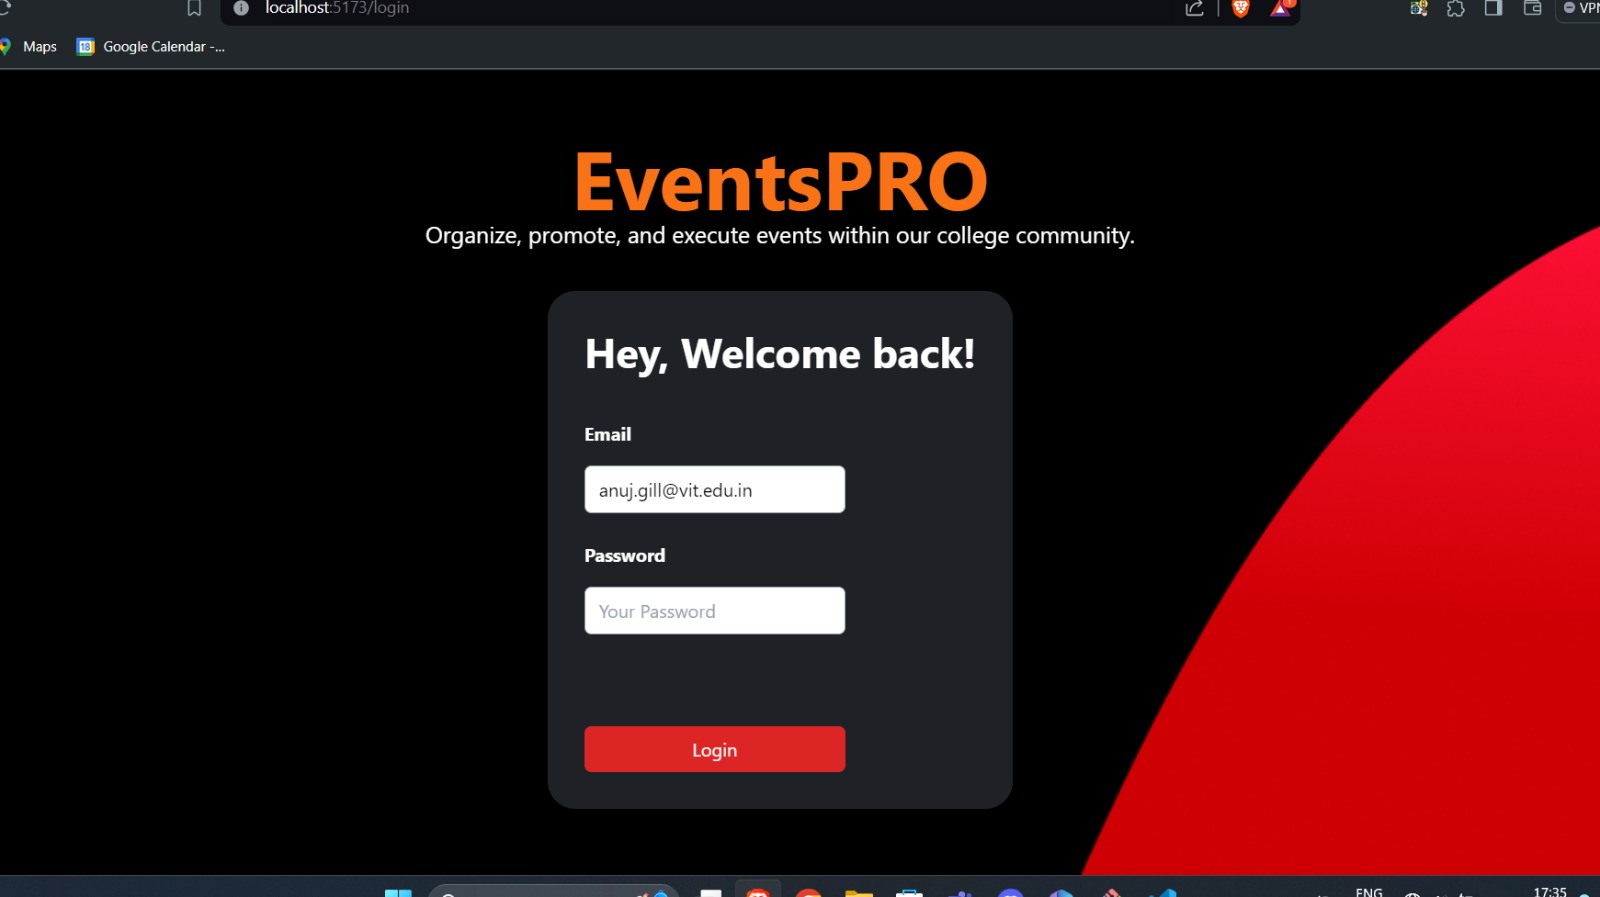 localhost:5173/login
VPN
Maps
18
Google Calendar -...
EventsPRO
Organize, promote, and execute events within our college community.
Hey, Welcome back!
Email
anuj.gill@vit.edu.in
Password
Your Password
Login
ENG
17:35